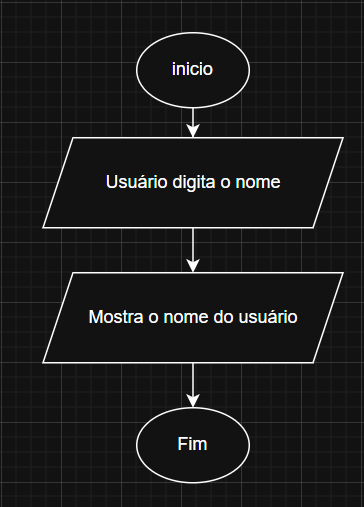 inicio
Usuário digita o nome
Mostra o nome do usuário
Fim